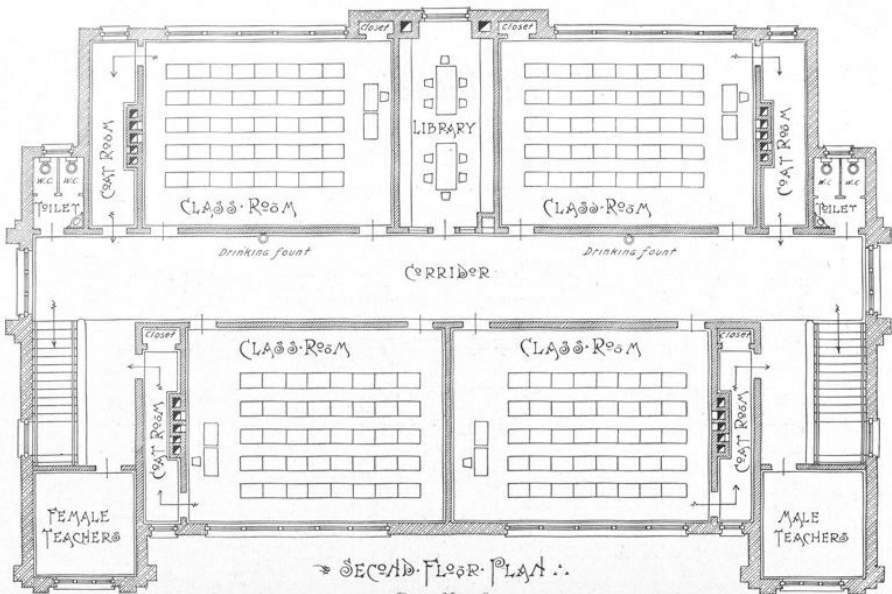 Closet
Closet
COAT ROOM
LIBRARY
COAT ROOM
W.C.
W.C.
W.C.
W.C.
TOILET
CLASS·ROOM
CLASS·ROOM
TOILET
Drinking fount
Drinking fount
CORRIDOR·
Closet
CLASS·ROOM
CLASS·ROOM
Closet
COAT ROOM
COAT ROOM
FEMALE
TEACHERS
MALE
TEACHERS
SECOND·FLOOR·PLAN